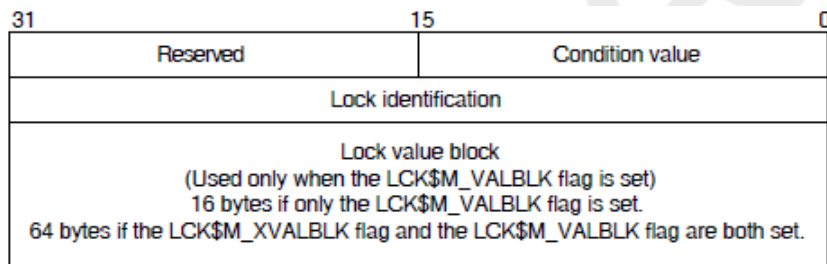 31 15 0
Reserved Condition value
Lock identification
Lock value block
(Used only when the LCK$M_VALBLK flag is set)
16 bytes if only the LCK$M_VALBLK flag is set.
64 bytes if the LCK$M_XVALBLK flag and the LCK$M_VALBLK flag are both set.